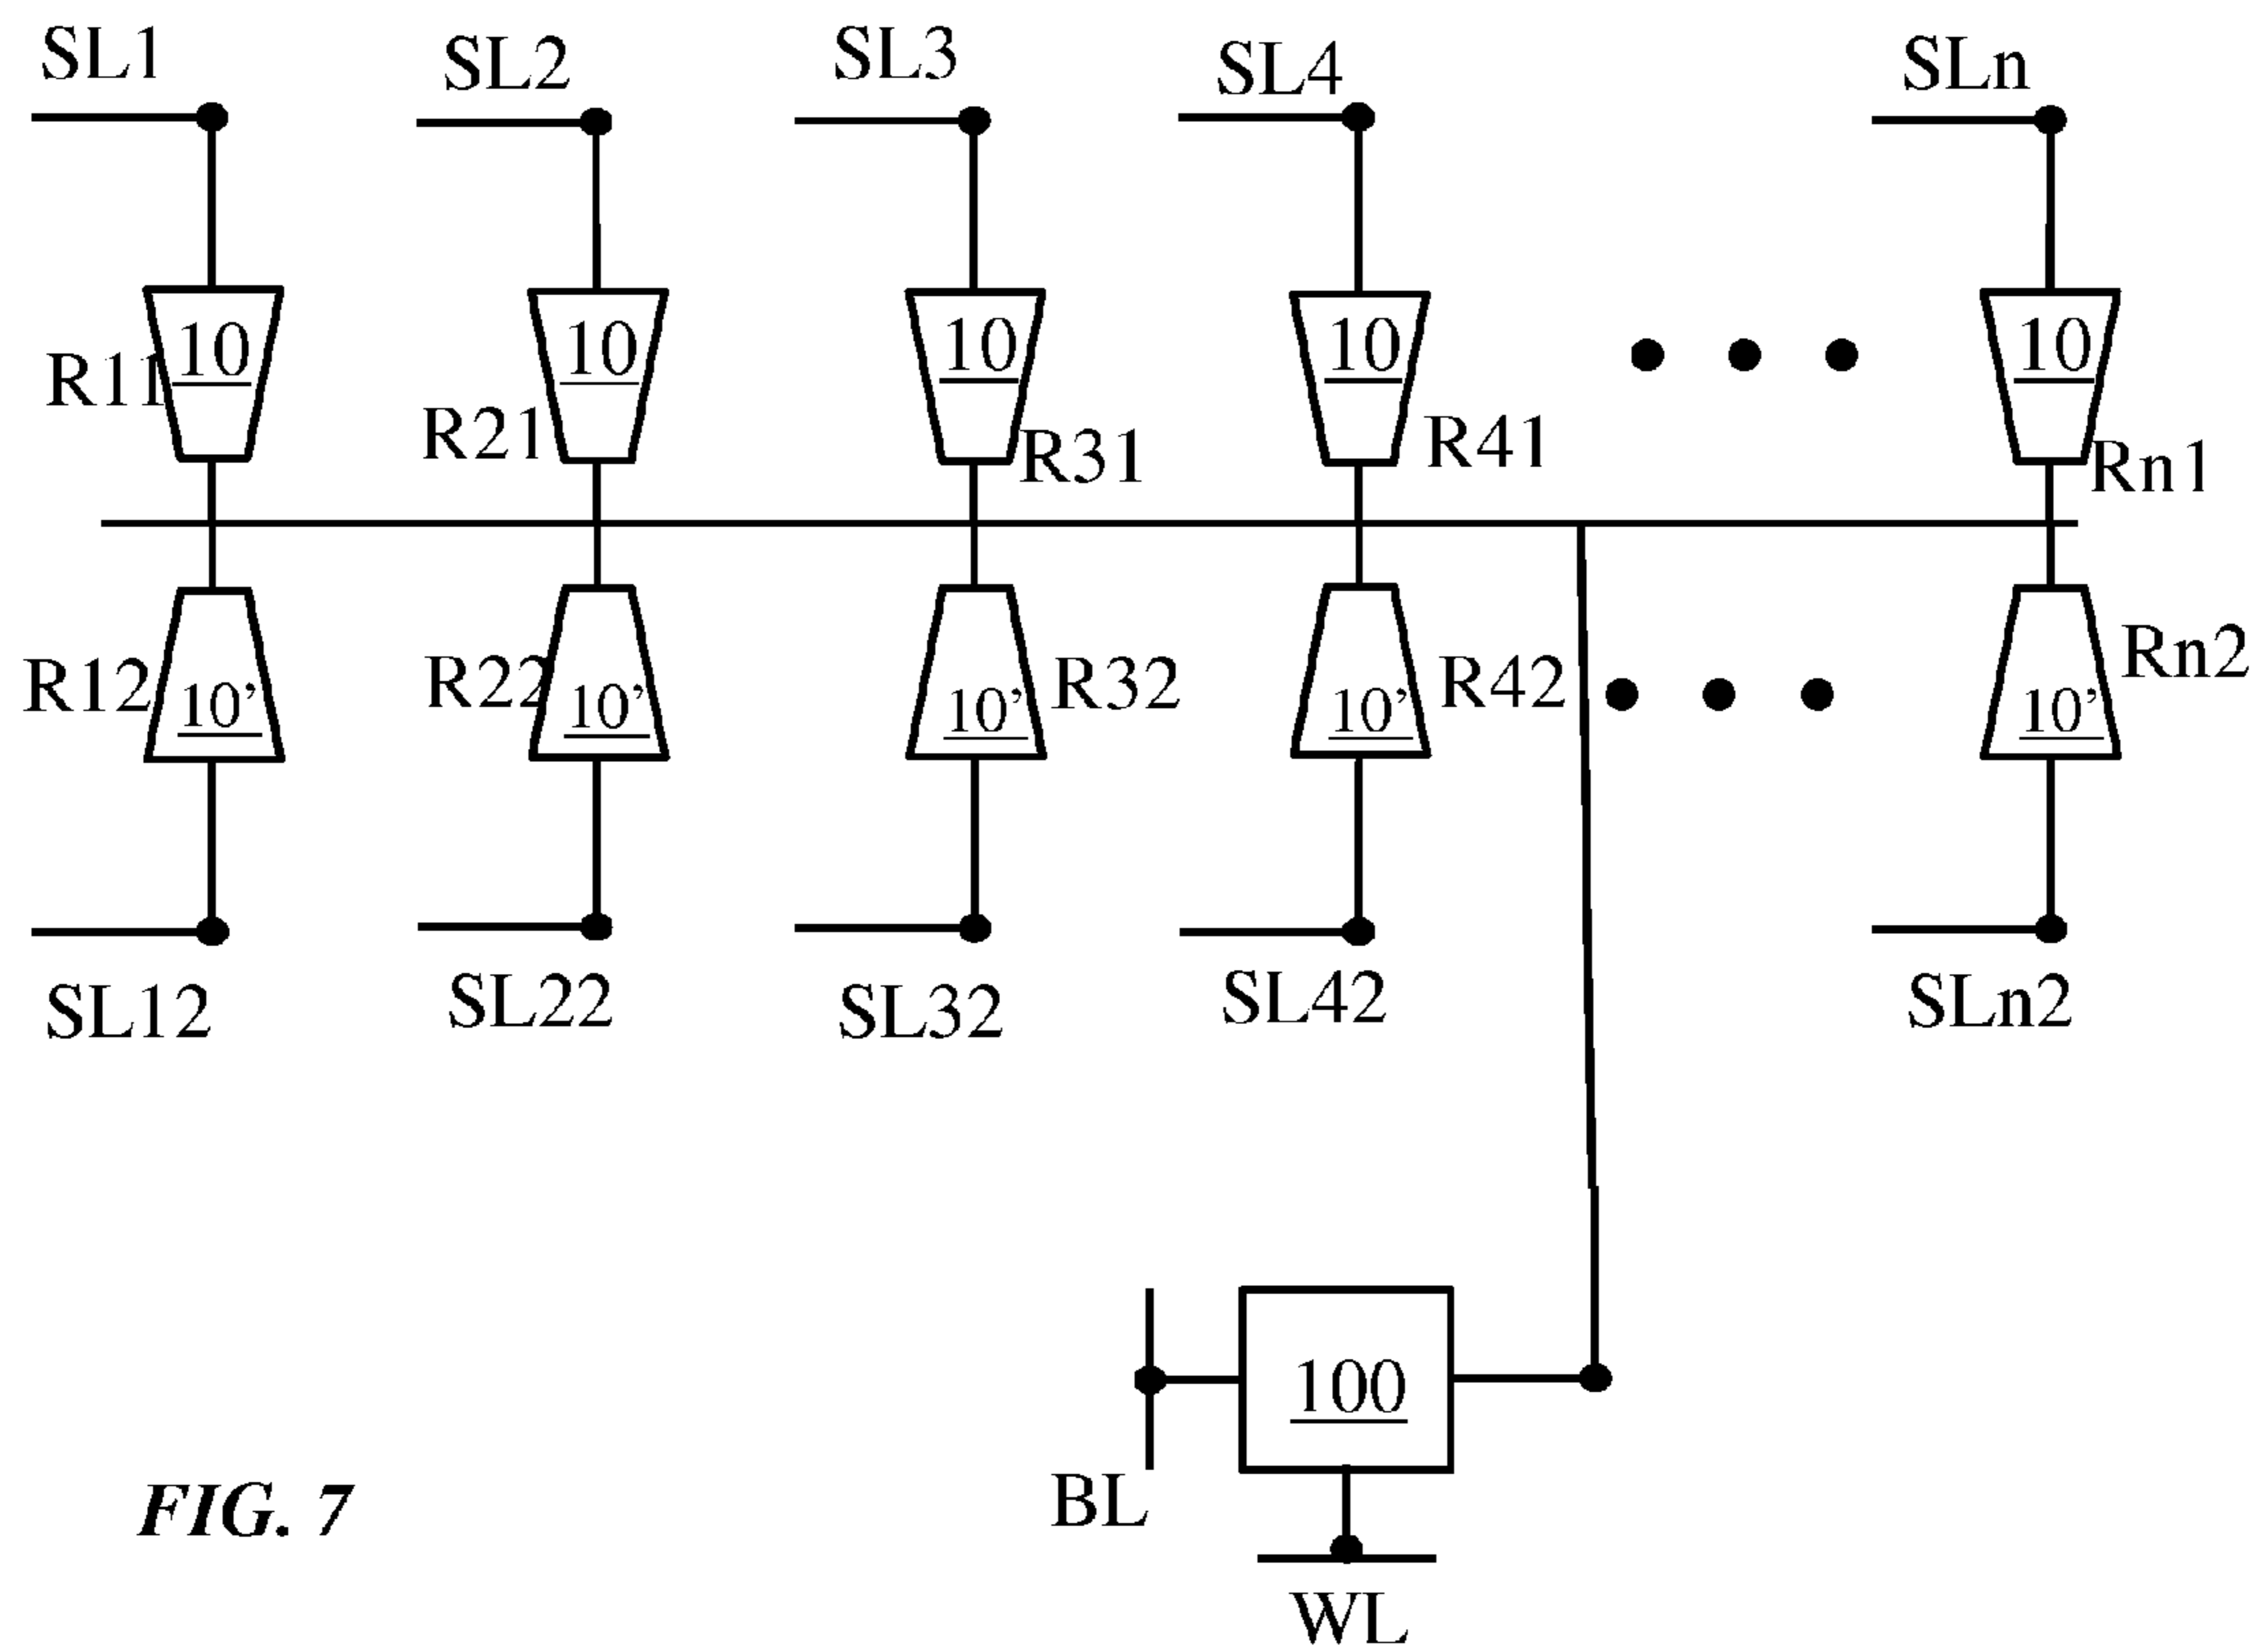 SL1 SL2 SL3 SL4 SLn
10 10 10 10 10
R11 R21 R31 R41 Rn1
R12 R22 R32 R42 Rn2
10' 10' 10' 10' 10'
SL12 SL22 SL32 SL42 SLn2
100
BL
WL
FIG. 7